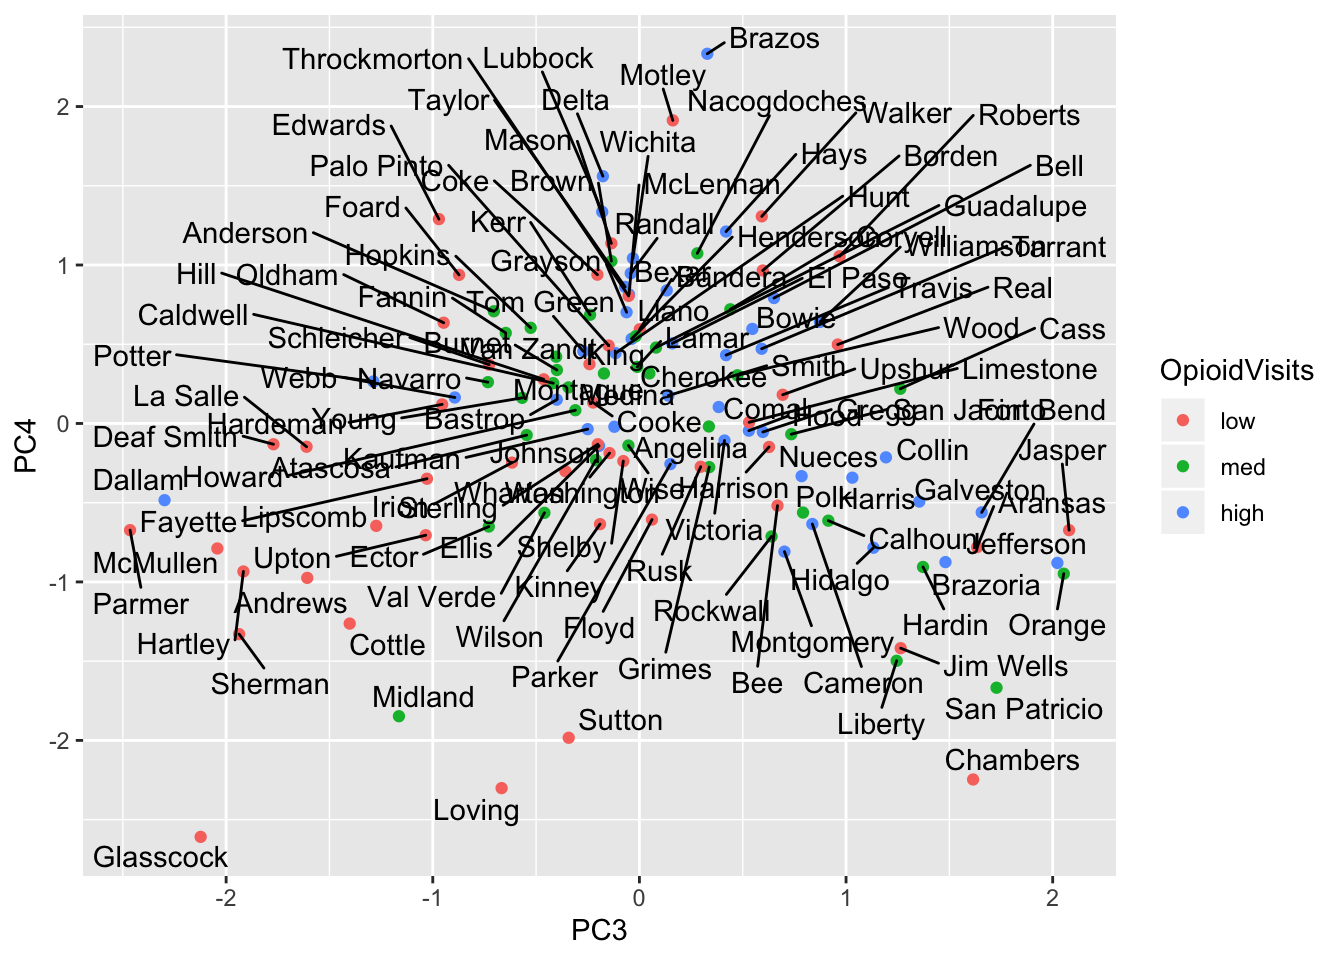 Brazos
Throckmorton
Lubbock
Motley
Taylor
Delta
Nacogdoches
Walker
Roberts
Edwards
Mason
Wichita
Hays
Borden
Bell
Palo Pinto
Coke
Brown
McLennan
Hunt
Guadalupe
Foard
Kerr
Randall
Henderson
Coryell
Williamson
Tarrant
Anderson
Hopkins
Grayson
Bexar
Bandera
El Paso
Hill
Oldham
Fannin
Tom Green
Llano
Bowie
Travis
Real
Caldwell
Schleicher
Burnet
Van Zandt
King
Lamar
Wood
Cass
Potter
Webb
Navarro
Montague
Medina
Cherokee
Smith
Upshur
Limestone
La Salle
Hardeman
Young
Bastrop
Cooke
Comal
Hood
Gregg
San Jacinto
Fort Bend
Deaf Smith
Atascosa
Kaufman
Johnson
Angelina
Nueces
Collin
Jasper
Dallam
Howard
Wharton
Washington
Wise
Harrison
Polk
Harris
Galveston
Aransas
Fayette
Lipscomb
Irion
Sterling
Victoria
Calhoun
Jefferson
McMullen
Upton
Ector
Ellis
Shelby
Rusk
Hidalgo
Brazoria
Parmer
Andrews
Val Verde
Kinney
Rockwall
Hardin
Orange
Hartley
Cottle
Wilson
Floyd
Montgomery
Sherman
Parker
Grimes
Bee
Cameron
Jim Wells
Midland
Sutton
Liberty
San Patricio
Loving
Chambers
Glasscock
2
1
0
-1
-2
PC4
-2
-1
0
1
2
PC3
OpioidVisits
low
med
high